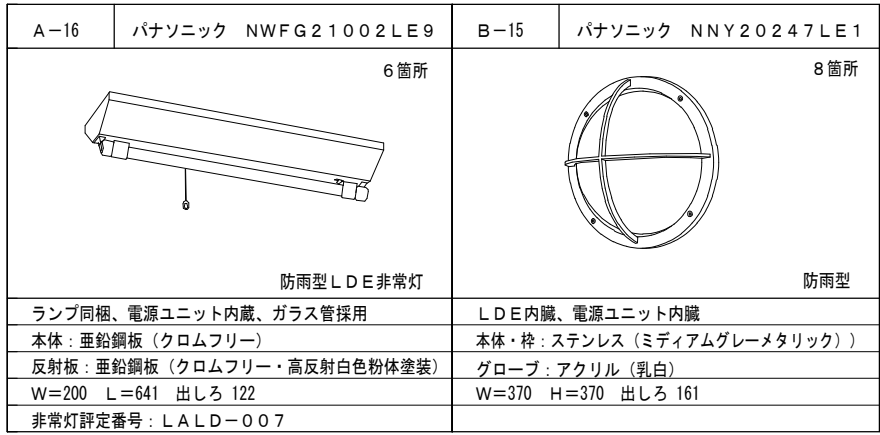 A－16
パナソニック　ＮＷＦＧ２１００２ＬＥ９
6箇所
防雨型ＬＤＥ非常灯
ランプ同梱、電源ユニット内蔵、ガラス管採用
本体：亜鉛鋼板（クロムフリー）
反射板：亜鉛鋼板（クロムフリー・高反射白色粉体塗装）
W＝200　L＝641　出しろ 122
非常灯評定番号：ＬＡＬＤ－００７
B－15
パナソニック　ＮＮＹ２０２４７ＬＥ１
8箇所
防雨型
ＬＤＥ内臓、電源ユニット内臓
本体・枠：ステンレス（ミディアムグレーメタリック））
グローブ：アクリル（乳白）
W＝370　H＝370　出しろ 161